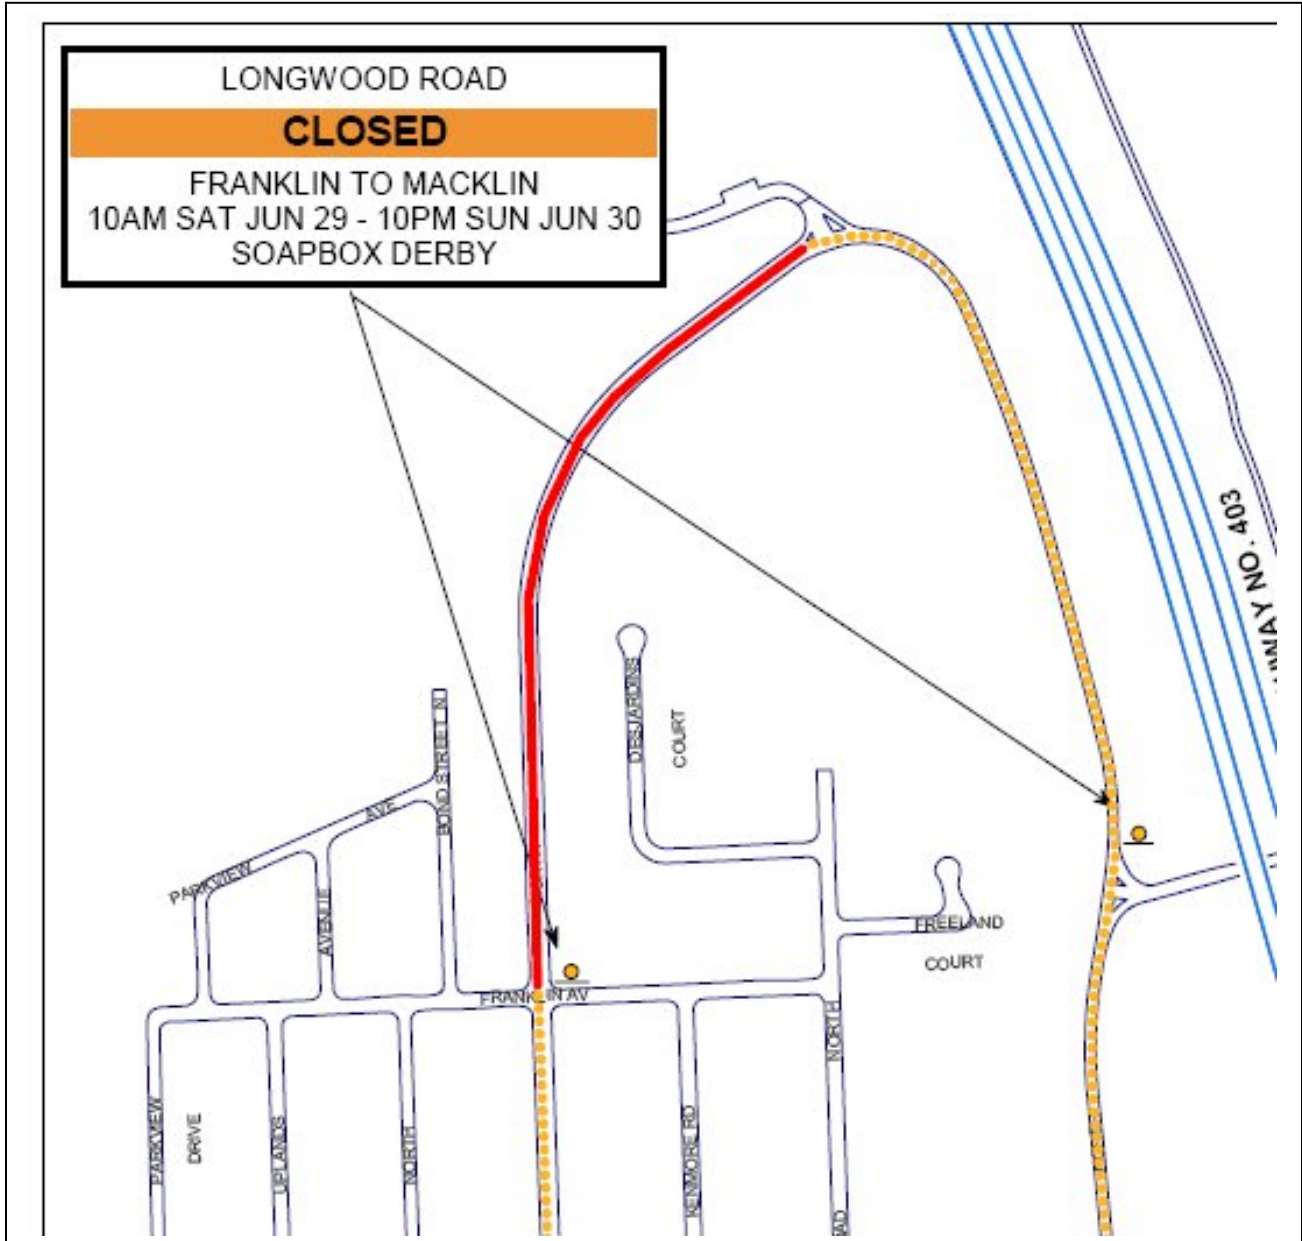 LONGWOOD ROAD
CLOSED
FRANKLIN TO MACKLIN
10AM SAT JUN 29 - 10PM SUN JUN 30
SOAPBOX DERBY
NO. 403
DESJARDINS
COURT
BOND STREET N
AVE
PARKVIEW
AVENUE
FREELAND
COURT
FRANKLIN AV
NORTH
PARKVIEW
DRIVE
UPLANDS
NORTH
KENMORE RD